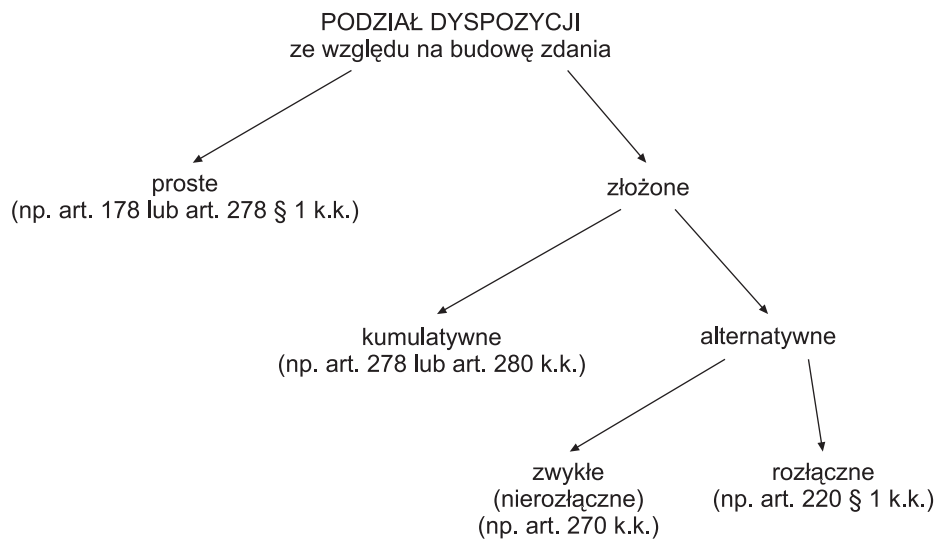 PODZIAŁ DYSPOZYCJI
ze względu na budowę zdania
proste
(np. art. 178 lub art. 278 § 1 k.k.)
złożone
kumulatywne
(np. art. 278 lub art. 280 k.k.)
alternatywne
zwykłe
(nierozłączne)
(np. art. 270 k.k.)
rozłączne
(np. art. 220 § 1 k.k.)